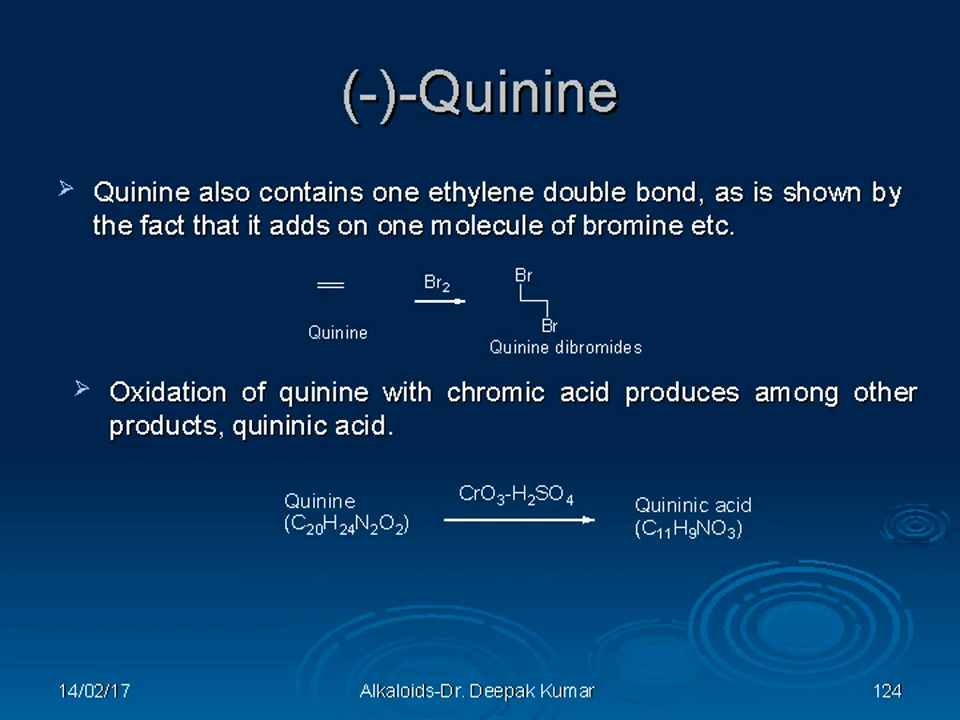 (-)-Quinine
Quinine also contains one ethylene double bond, as is shown by
the fact that it adds on one molecule of bromine etc.
Br2
Br
Br
Quinine
Quinine dibromides
Oxidation of quinine with chromic acid produces among other
products, quininic acid.
Quinine
(C20H24N2O2)
CrO3-H2SO4
Quininic acid
(C11H9NO3)
14/02/17
Alkaloids-Dr. Deepak Kumar
124